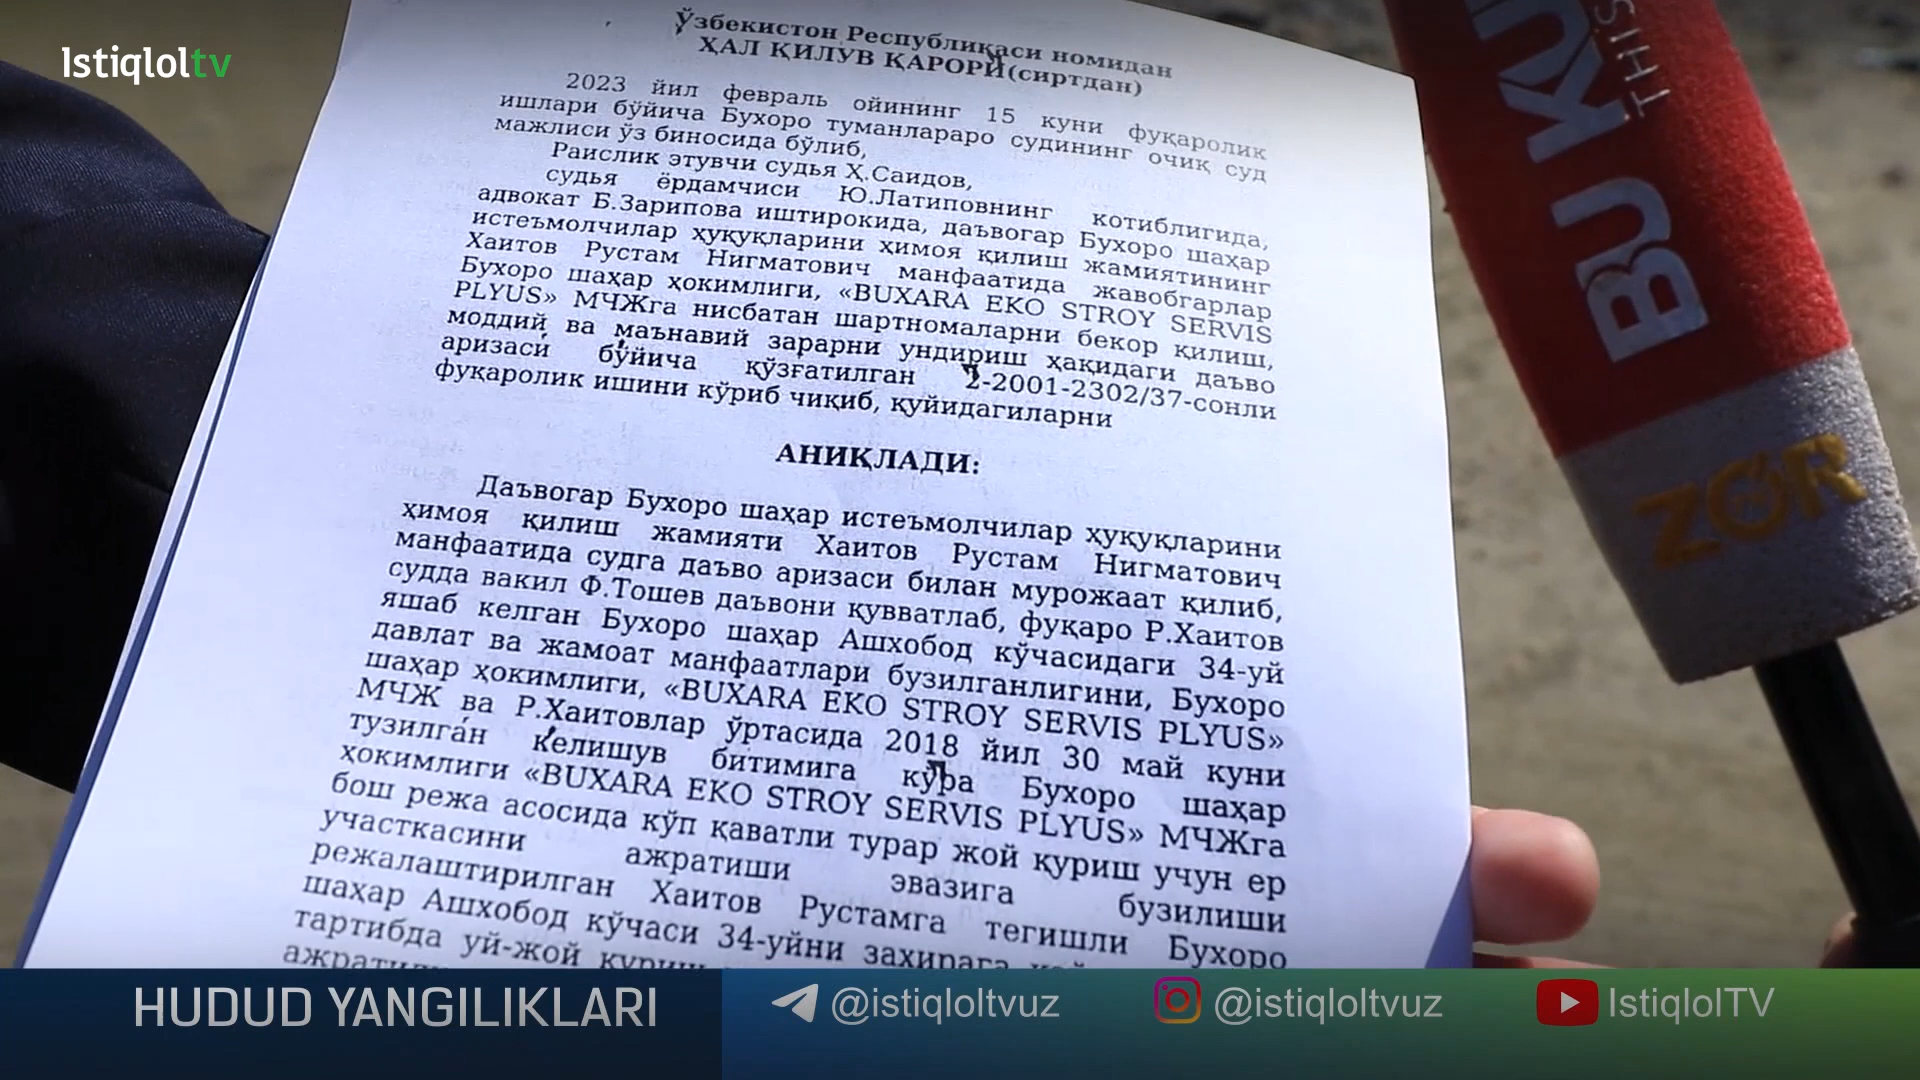 Istiqloltv
Ўзбекистон Республикаси номидан
ҲАЛ ҚИЛУВ ҚАРОРИ(сиртдан)
2023 йил февраль ойининг 15 куни фуқаролик
ишлари бўйича Бухоро туманлараро судининг очиқ суд
мажлиси ўз биносида бўлиб,
Раислик этувчи судья Ҳ.Саидов,
судья ёрдамчиси Ю.Латиповнинг котиблигида,
адвокат Б.Зарипова иштирокида, даъвогар Бухоро шаҳар
истеъмолчилар ҳуқуқларини ҳимоя қилиш жамиятининг
Хаитов Рустам Нигматович манфаатида жавобгарлар
Бухоро шаҳар ҳокимлиги, «BUXARA EKO STROY SERVIS
PLYUS» МЧЖга нисбатан шартномаларни бекор қилиш,
моддий ва маънавий зарарни ундириш ҳақидаги даъво
аризаси бўйича қўзғатилган 2-2001-2302/37-сонли
фуқаролик ишини кўриб чиқиб, қуйидагиларни
АНИҚЛАДИ:
Даъвогар Бухоро шаҳар истеъмолчилар ҳуқуқларини
ҳимоя қилиш жамияти Хаитов Рустам Нигматович
манфаатида судга даъво аризаси билан мурожаат қилиб,
судда вакил Ф.Тошев даъвони қувватлаб, фуқаро Р.Хаитов
яшаб келган Бухоро шаҳар Ашхобод кўчасидаги 34-уй
давлат ва жамоат манфаатлари бузилганлигини, Бухоро
шаҳар ҳокимлиги, «BUXARA EKO STROY SERVIS PLYUS»
МЧЖ ва Р.Хаитовлар ўртасида 2018 йил 30 май куни
тузилган келишув битимига кўра Бухоро шаҳар
ҳокимлиги «BUXARA EKO STROY SERVIS PLYUS» МЧЖга
бош режа асосида кўп қаватли турар жой қуриш учун ер
участкасини ажратиши эвазига бузилиши
режалаштирилган Хаитов Рустамга тегишли Бухоро
шаҳар Ашхобод кўчаси 34-уйни захирага
тартибда уй-жой қуриш
BU KU
THIS
ZO'R
HUDUD YANGILIKLARI
@istiqloltvuz
@istiqloltvuz
IstiqlolTV